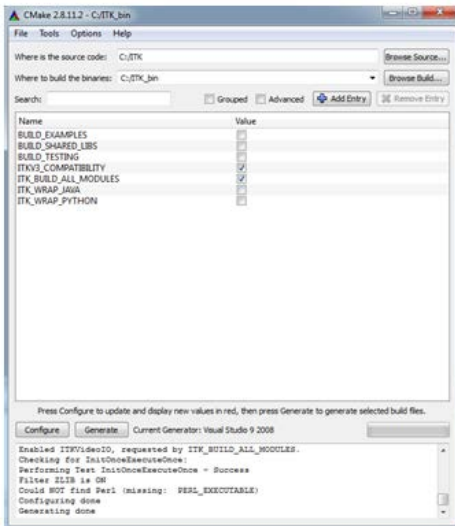 CMake 2.8.11.2 - C:/ITK_bin
File Tools Options Help
Where is the source code: C:/ITK Browse Source...
Where to build the binaries: C:/ITK_bin Browse Build...
Search: Grouped Advanced Add Entry Remove Entry
Name Value
BUILD_EXAMPLES
BUILD_SHARED_LIBS
BUILD_TESTING
ITKV3_COMPATIBILITY
ITK_BUILD_ALL_MODULES
ITK_WRAP_JAVA
ITK_WRAP_PYTHON
Press Configure to update and display new values in red, then press Generate to generate selected build files.
Configure Generate Current Generator: Visual Studio 9 2008
Enabled ITKVideoIO, requested by ITK_BUILD_ALL_MODULES.
Checking for InitOnceExecuteOnce:
Performing Test InitOnceExecuteOnce - Success
Filter ZLIB is ON
Could NOT find Perl (missing: PERL_EXECUTABLE)
Configuring done
Generating done